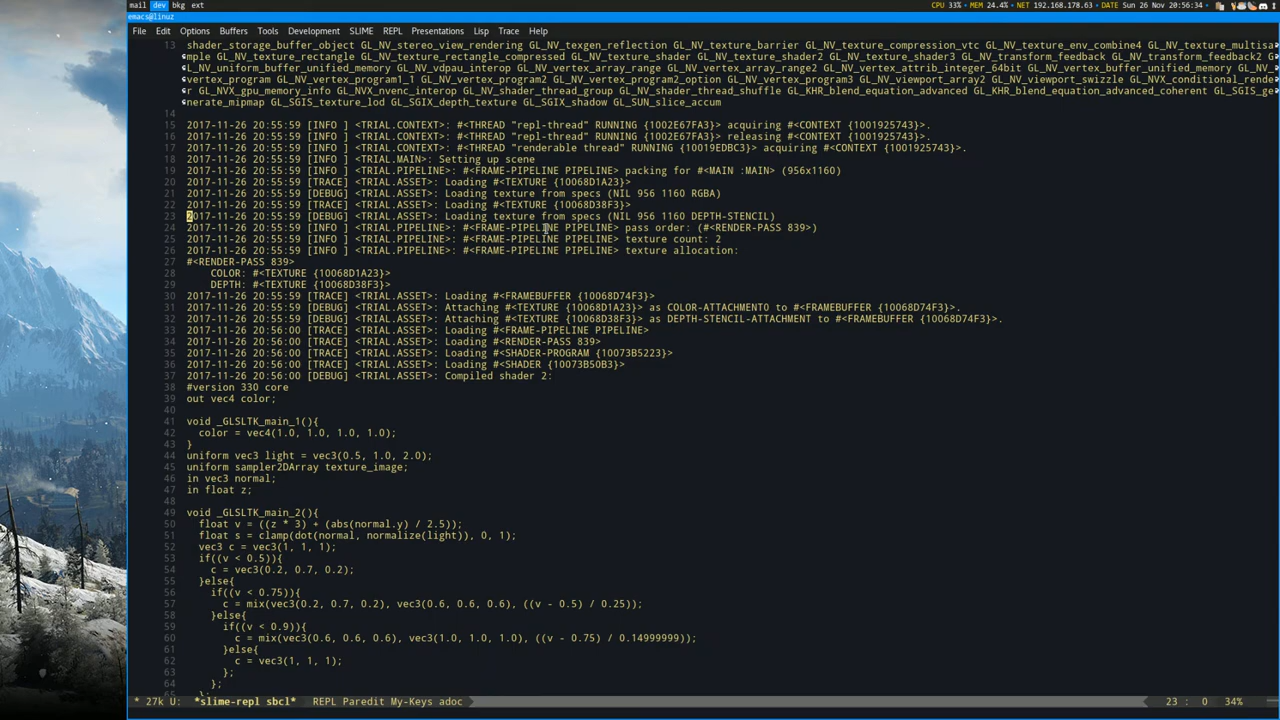 mail dev bkg ext
CPU 33% • MEM 24.4% • NET 192.168.178.63 • DATE Sun 26 Nov 20:56:34
emacs@linuz
File Edit Options Buffers Tools Development SLIME REPL Presentations Lisp Trace Help
13 shader_storage_buffer_object GL_NV_stereo_view_rendering GL_NV_texgen_reflection GL_NV_texture_barrier GL_NV_texture_compression_vtc GL_NV_texture_env_combine4 GL_NV_texture_multisa
mple GL_NV_texture_rectangle GL_NV_texture_rectangle_compressed GL_NV_texture_shader GL_NV_texture_shader2 GL_NV_texture_shader3 GL_NV_transform_feedback GL_NV_transform_feedback2 G
L_NV_uniform_buffer_unified_memory GL_NV_vdpau_interop GL_NV_vertex_array_range GL_NV_vertex_array_range2 GL_NV_vertex_attrib_integer_64bit GL_NV_vertex_buffer_unified_memory GL_NV_
vertex_program GL_NV_vertex_program1_1 GL_NV_vertex_program2 GL_NV_vertex_program2_option GL_NV_vertex_program3 GL_NV_viewport_array2 GL_NV_viewport_swizzle GL_NVX_conditional_rende
r GL_NVX_gpu_memory_info GL_NVX_nvenc_interop GL_NV_shader_thread_group GL_NV_shader_thread_shuffle GL_KHR_blend_equation_advanced GL_KHR_blend_equation_advanced_coherent GL_SGIS_ge
nerate_mipmap GL_SGIS_texture_lod GL_SGIX_depth_texture GL_SGIX_shadow GL_SUN_slice_accum
14
15 2017-11-26 20:55:59 [INFO ] <TRIAL.CONTEXT>: #<THREAD "repl-thread" RUNNING {1002E67FA3}> acquiring #<CONTEXT {1001925743}>.
16 2017-11-26 20:55:59 [INFO ] <TRIAL.CONTEXT>: #<THREAD "repl-thread" RUNNING {1002E67FA3}> releasing #<CONTEXT {1001925743}>.
17 2017-11-26 20:55:59 [INFO ] <TRIAL.CONTEXT>: #<THREAD "renderable thread" RUNNING {10019EDBC3}> acquiring #<CONTEXT {1001925743}>.
18 2017-11-26 20:55:59 [INFO ] <TRIAL.MAIN>: Setting up scene
19 2017-11-26 20:55:59 [INFO ] <TRIAL.PIPELINE>: #<FRAME-PIPELINE PIPELINE> packing for #<MAIN :MAIN> (956x1160)
20 2017-11-26 20:55:59 [TRACE] <TRIAL.ASSET>: Loading #<TEXTURE {10068D1A23}>
21 2017-11-26 20:55:59 [DEBUG] <TRIAL.ASSET>: Loading texture from specs (NIL 956 1160 RGBA)
22 2017-11-26 20:55:59 [TRACE] <TRIAL.ASSET>: Loading #<TEXTURE {10068D38F3}>
23 2017-11-26 20:55:59 [DEBUG] <TRIAL.ASSET>: Loading texture from specs (NIL 956 1160 DEPTH-STENCIL)
24 2017-11-26 20:55:59 [INFO ] <TRIAL.PIPELINE>: #<FRAME-PIPELINE PIPELINE> pass order: (#<RENDER-PASS 839>)
25 2017-11-26 20:55:59 [INFO ] <TRIAL.PIPELINE>: #<FRAME-PIPELINE PIPELINE> texture count: 2
26 2017-11-26 20:55:59 [INFO ] <TRIAL.PIPELINE>: #<FRAME-PIPELINE PIPELINE> texture allocation:
27 #<RENDER-PASS 839>
28 COLOR: #<TEXTURE {10068D1A23}>
29 DEPTH: #<TEXTURE {10068D38F3}>
30 2017-11-26 20:55:59 [TRACE] <TRIAL.ASSET>: Loading #<FRAMEBUFFER {10068D74F3}>
31 2017-11-26 20:55:59 [DEBUG] <TRIAL.ASSET>: Attaching #<TEXTURE {10068D1A23}> as COLOR-ATTACHMENT0 to #<FRAMEBUFFER {10068D74F3}>.
32 2017-11-26 20:55:59 [DEBUG] <TRIAL.ASSET>: Attaching #<TEXTURE {10068D38F3}> as DEPTH-STENCIL-ATTACHMENT to #<FRAMEBUFFER {10068D74F3}>.
33 2017-11-26 20:56:00 [TRACE] <TRIAL.ASSET>: Loading #<FRAME-PIPELINE PIPELINE>
34 2017-11-26 20:56:00 [TRACE] <TRIAL.ASSET>: Loading #<RENDER-PASS 839>
35 2017-11-26 20:56:00 [TRACE] <TRIAL.ASSET>: Loading #<SHADER-PROGRAM {10073B5223}>
36 2017-11-26 20:56:00 [TRACE] <TRIAL.ASSET>: Loading #<SHADER {10073B50B3}>
37 2017-11-26 20:56:00 [DEBUG] <TRIAL.ASSET>: Compiled shader 2:
38 #version 330 core
39 out vec4 color;
40
41 void _GLSLTK_main_1(){
42 color = vec4(1.0, 1.0, 1.0, 1.0);
43 }
44 uniform vec3 light = vec3(0.5, 1.0, 2.0);
45 uniform sampler2DArray texture_image;
46 in vec3 normal;
47 in float z;
48
49 void _GLSLTK_main_2(){
50 float v = ((z * 3) + (abs(normal.y) / 2.5));
51 float s = clamp(dot(normal, normalize(light)), 0, 1);
52 vec3 c = vec3(1, 1, 1);
53 if((v < 0.5)){
54 c = vec3(0.2, 0.7, 0.2);
55 }else{
56 if((v < 0.75)){
57 c = mix(vec3(0.2, 0.7, 0.2), vec3(0.6, 0.6, 0.6), ((v - 0.5) / 0.25));
58 }else{
59 if((v < 0.9)){
60 c = mix(vec3(0.6, 0.6, 0.6), vec3(1.0, 1.0, 1.0), ((v - 0.75) / 0.14999999));
61 }else{
62 c = vec3(1, 1, 1);
63 };
64 };
65 };
* 27k U: *slime-repl sbcl* REPL Paredit My-Keys adoc 23 : 0 34%